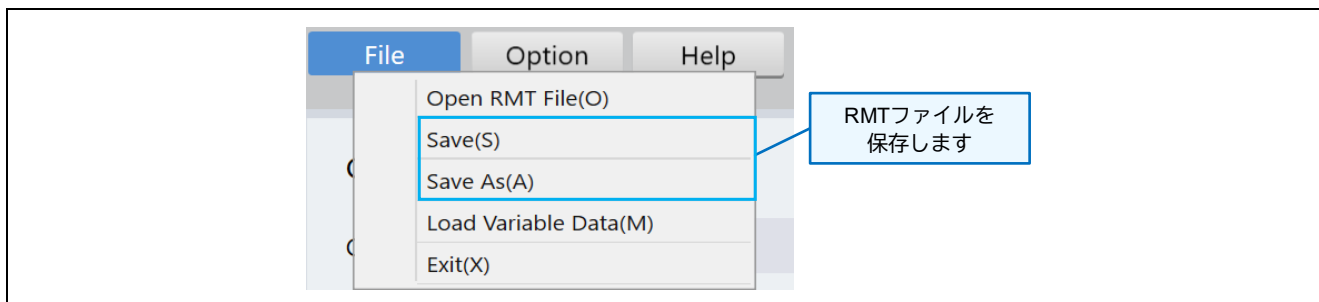 File Option Help
Open RMT File(O)
Save(S)
Save As(A)
Load Variable Data(M)
Exit(X)
RMTファイルを
保存します